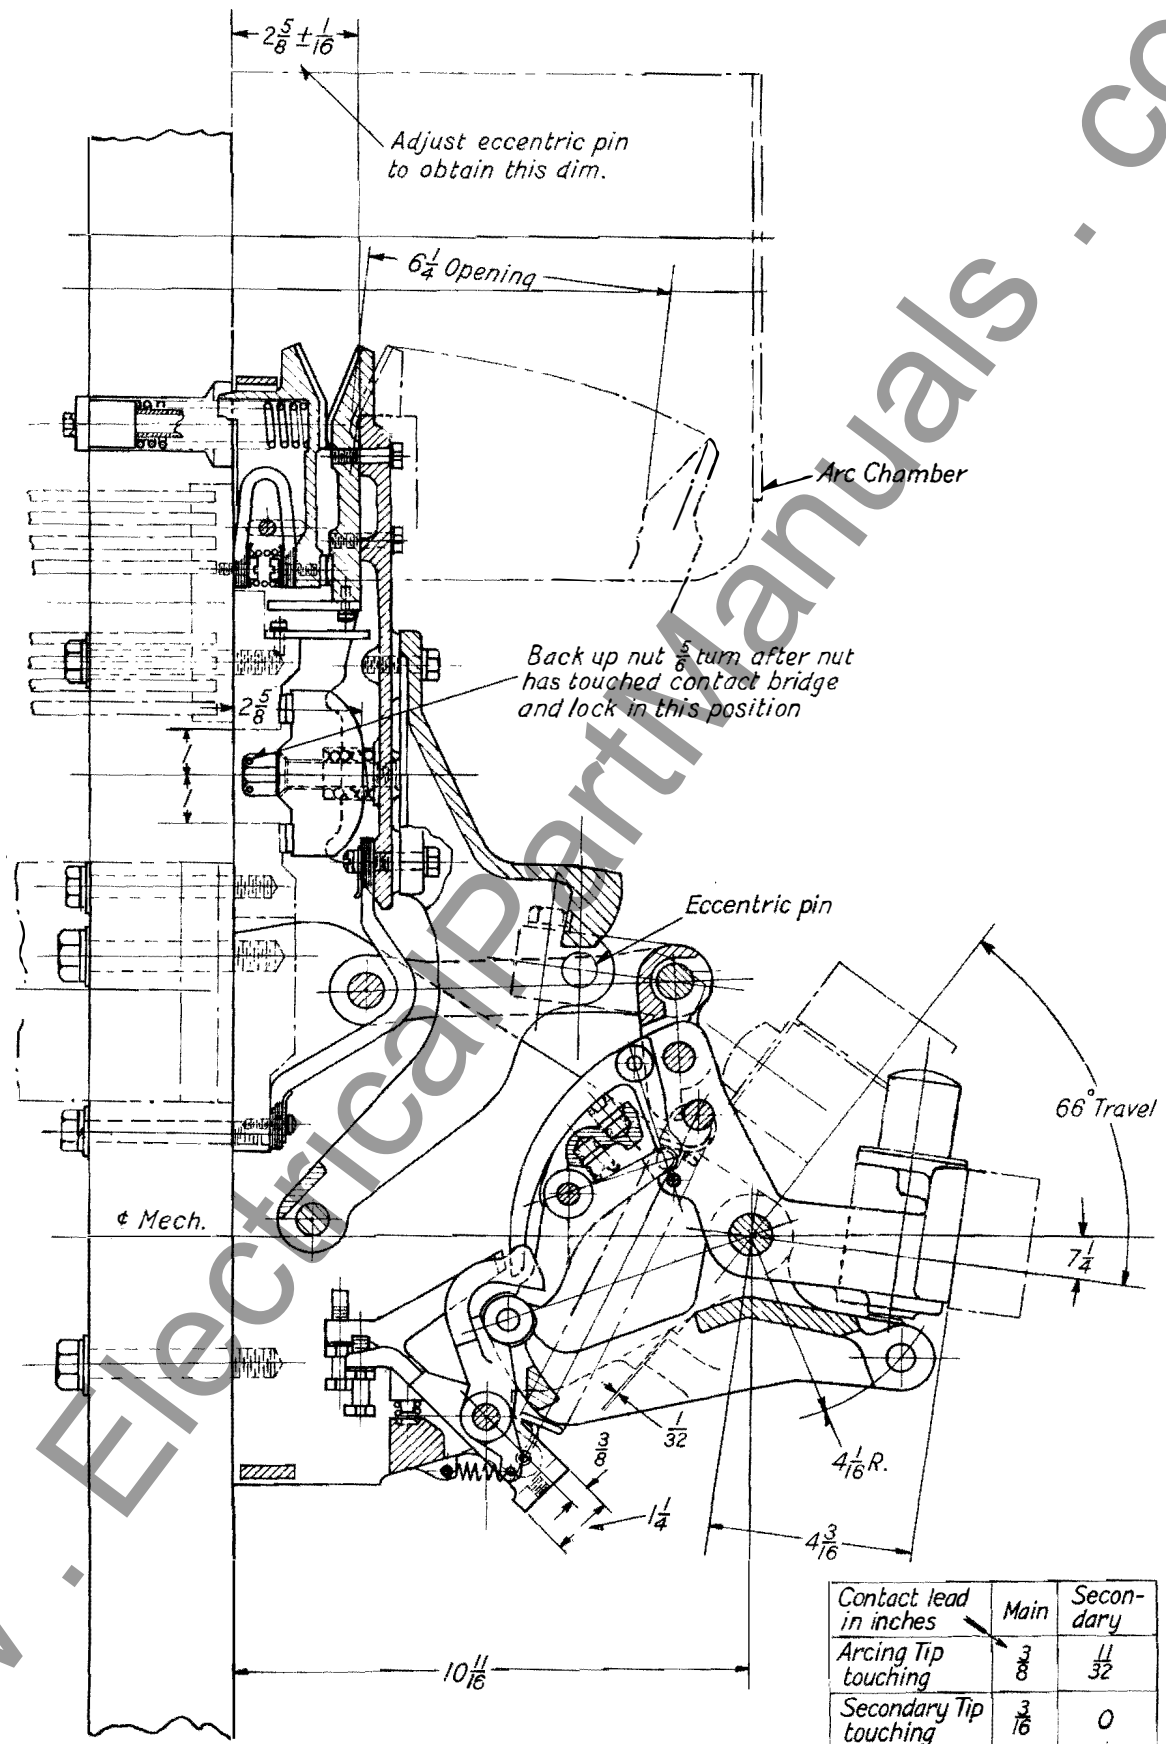 2 5/8 ± 1/16
Adjust eccentric pin
to obtain this dim.
6 1/4 Opening
Arc Chamber
Back up nut 5/6 turn after nut
has touched contact bridge
and lock in this position
2 5/8
1
1
Eccentric pin
66° Travel
¢ Mech.
7 1/4
1/32
3/8
4 1/16 R.
1 1/4
4 3/16
10 11/16
Contact lead
in inches
Main
Secon-
dary
Arcing Tip
touching
3/8
11/32
Secondary Tip
touching
3/16
0
. ElectricalPartManuals . co